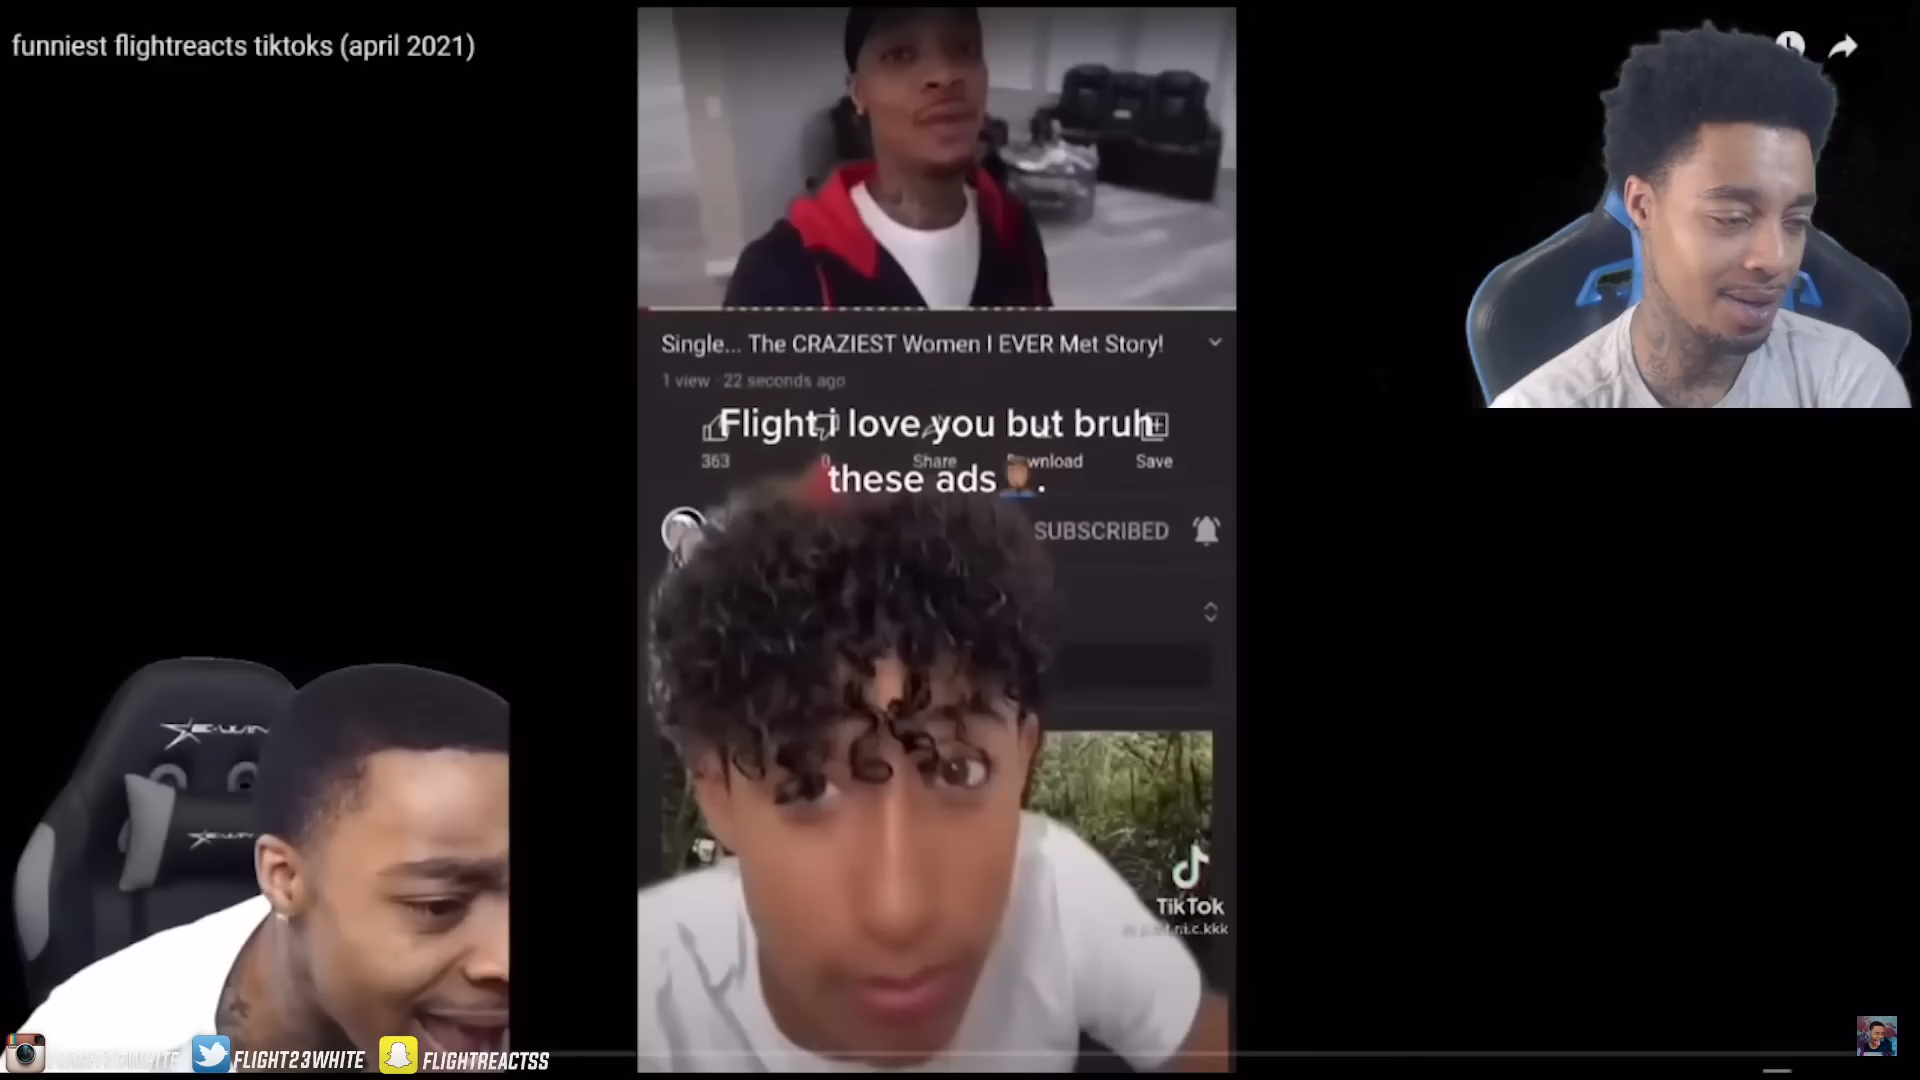 funniest flightreacts tiktoks (april 2021)
Single... The CRAZIEST Women I EVER Met Story!
1 view · 22 seconds ago
Flight i love you but bruh
these ads🤦🏽‍♂️.
363
0
Share
Save
SUBSCRIBED
TikTok
FLIGHT23WHITE
FLIGHTREACTSS